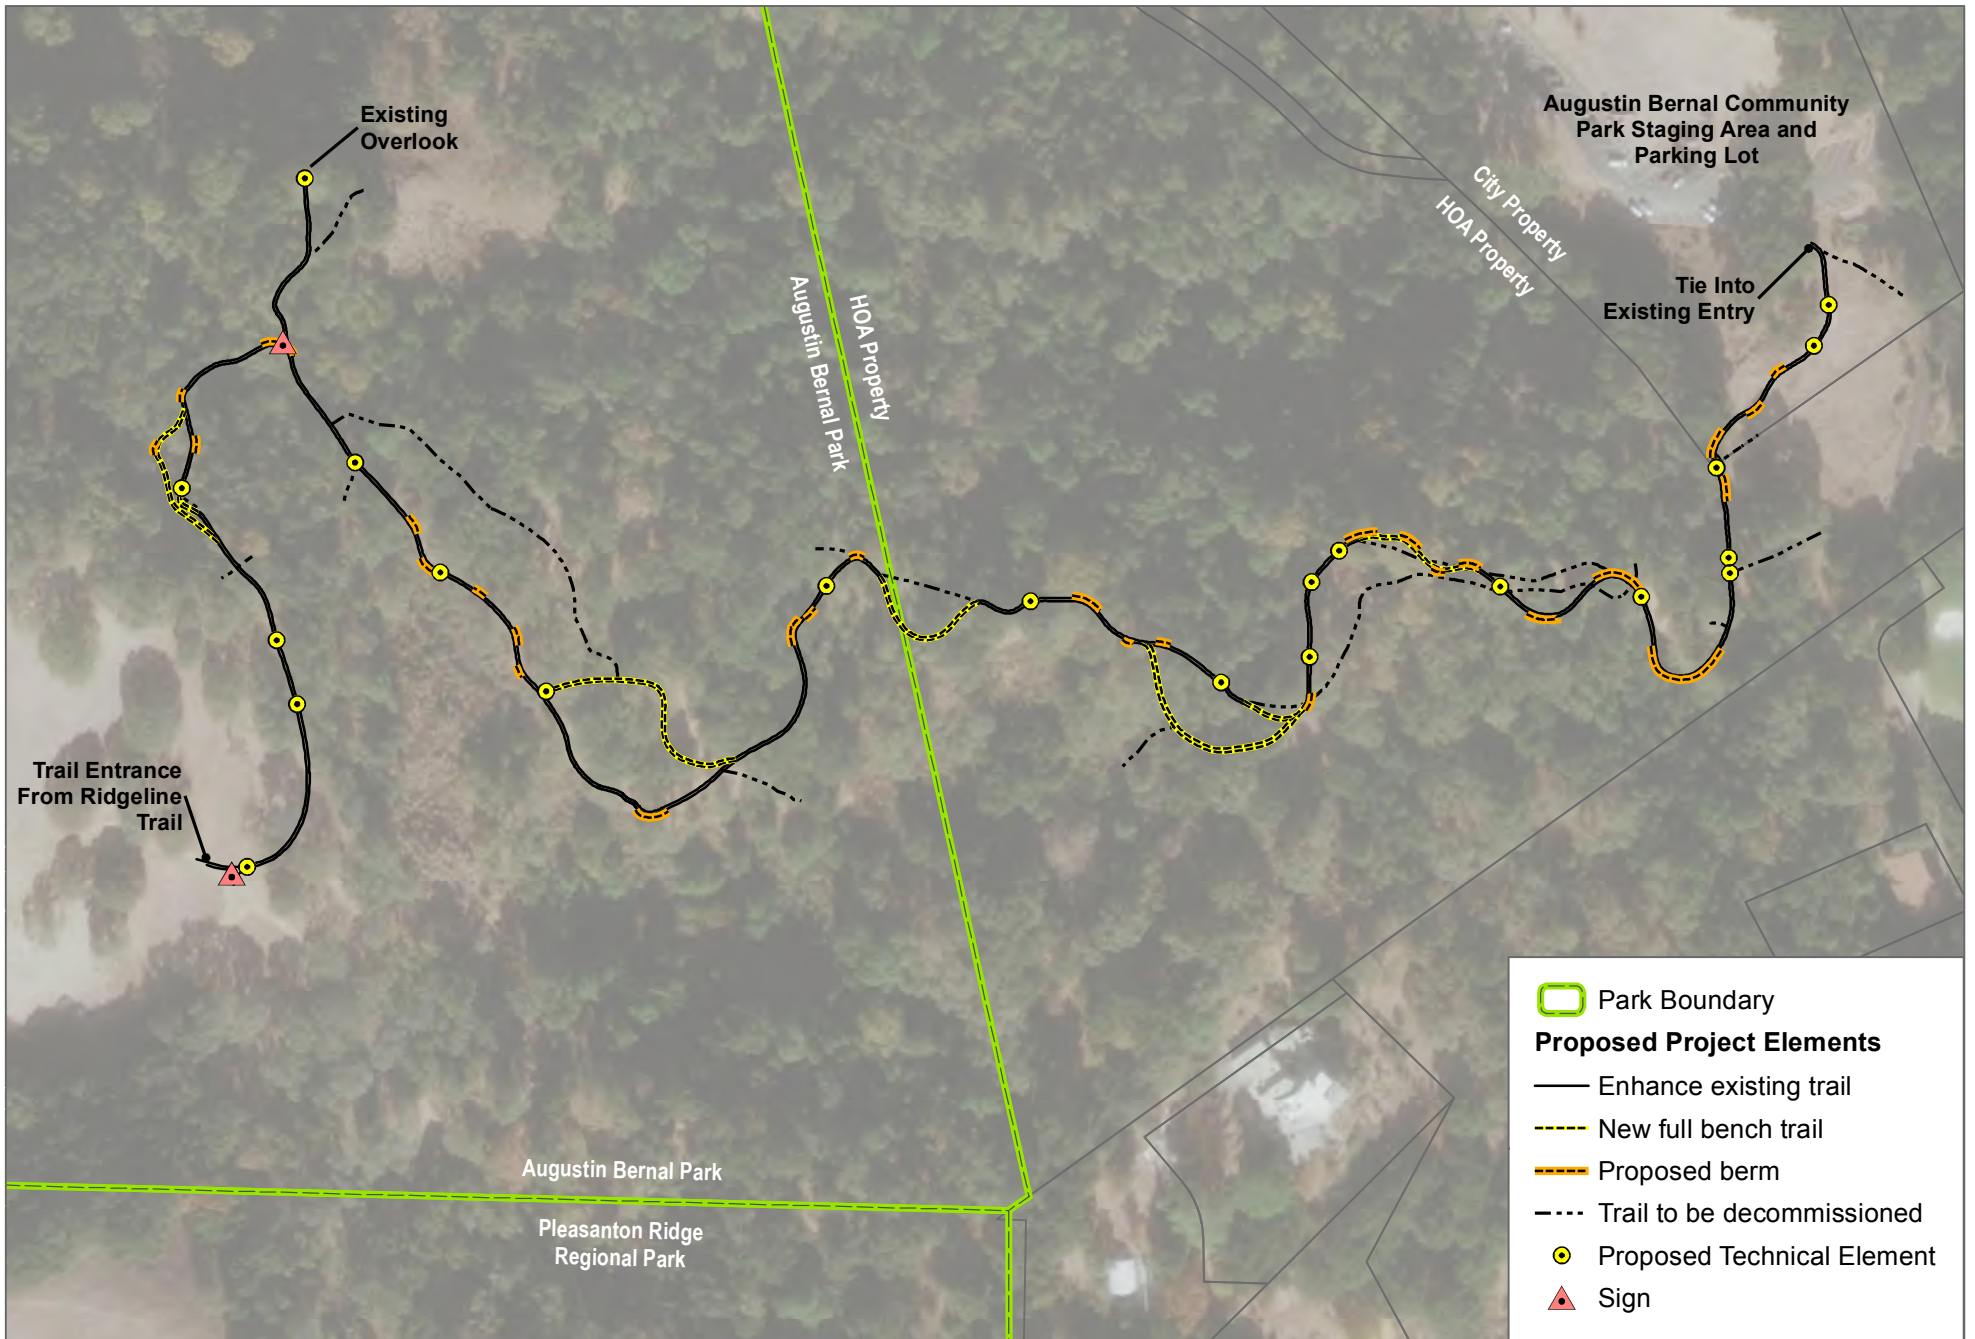 Existing
Overlook
Augustin Bernal Community
Park Staging Area and
Parking Lot
City Property
HOA Property
Tie Into
Existing Entry
HOA Property
Augustin Bernal Park
Trail Entrance
From Ridgeline
Trail
Augustin Bernal Park
Pleasanton Ridge
Regional Park
Park Boundary
Proposed Project Elements
Enhance existing trail
New full bench trail
Proposed berm
Trail to be decommissioned
Proposed Technical Element
Sign